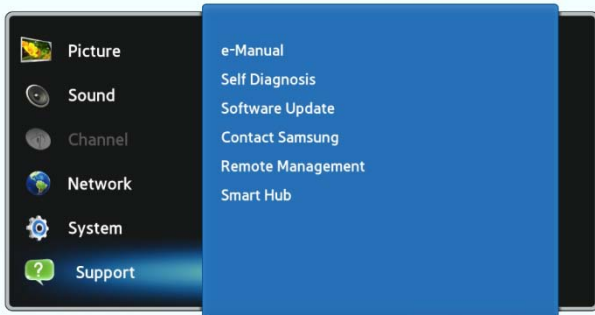 Picture
Sound
Channel
Network
System
Support
e-Manual
Self Diagnosis
Software Update
Contact Samsung
Remote Management
Smart Hub